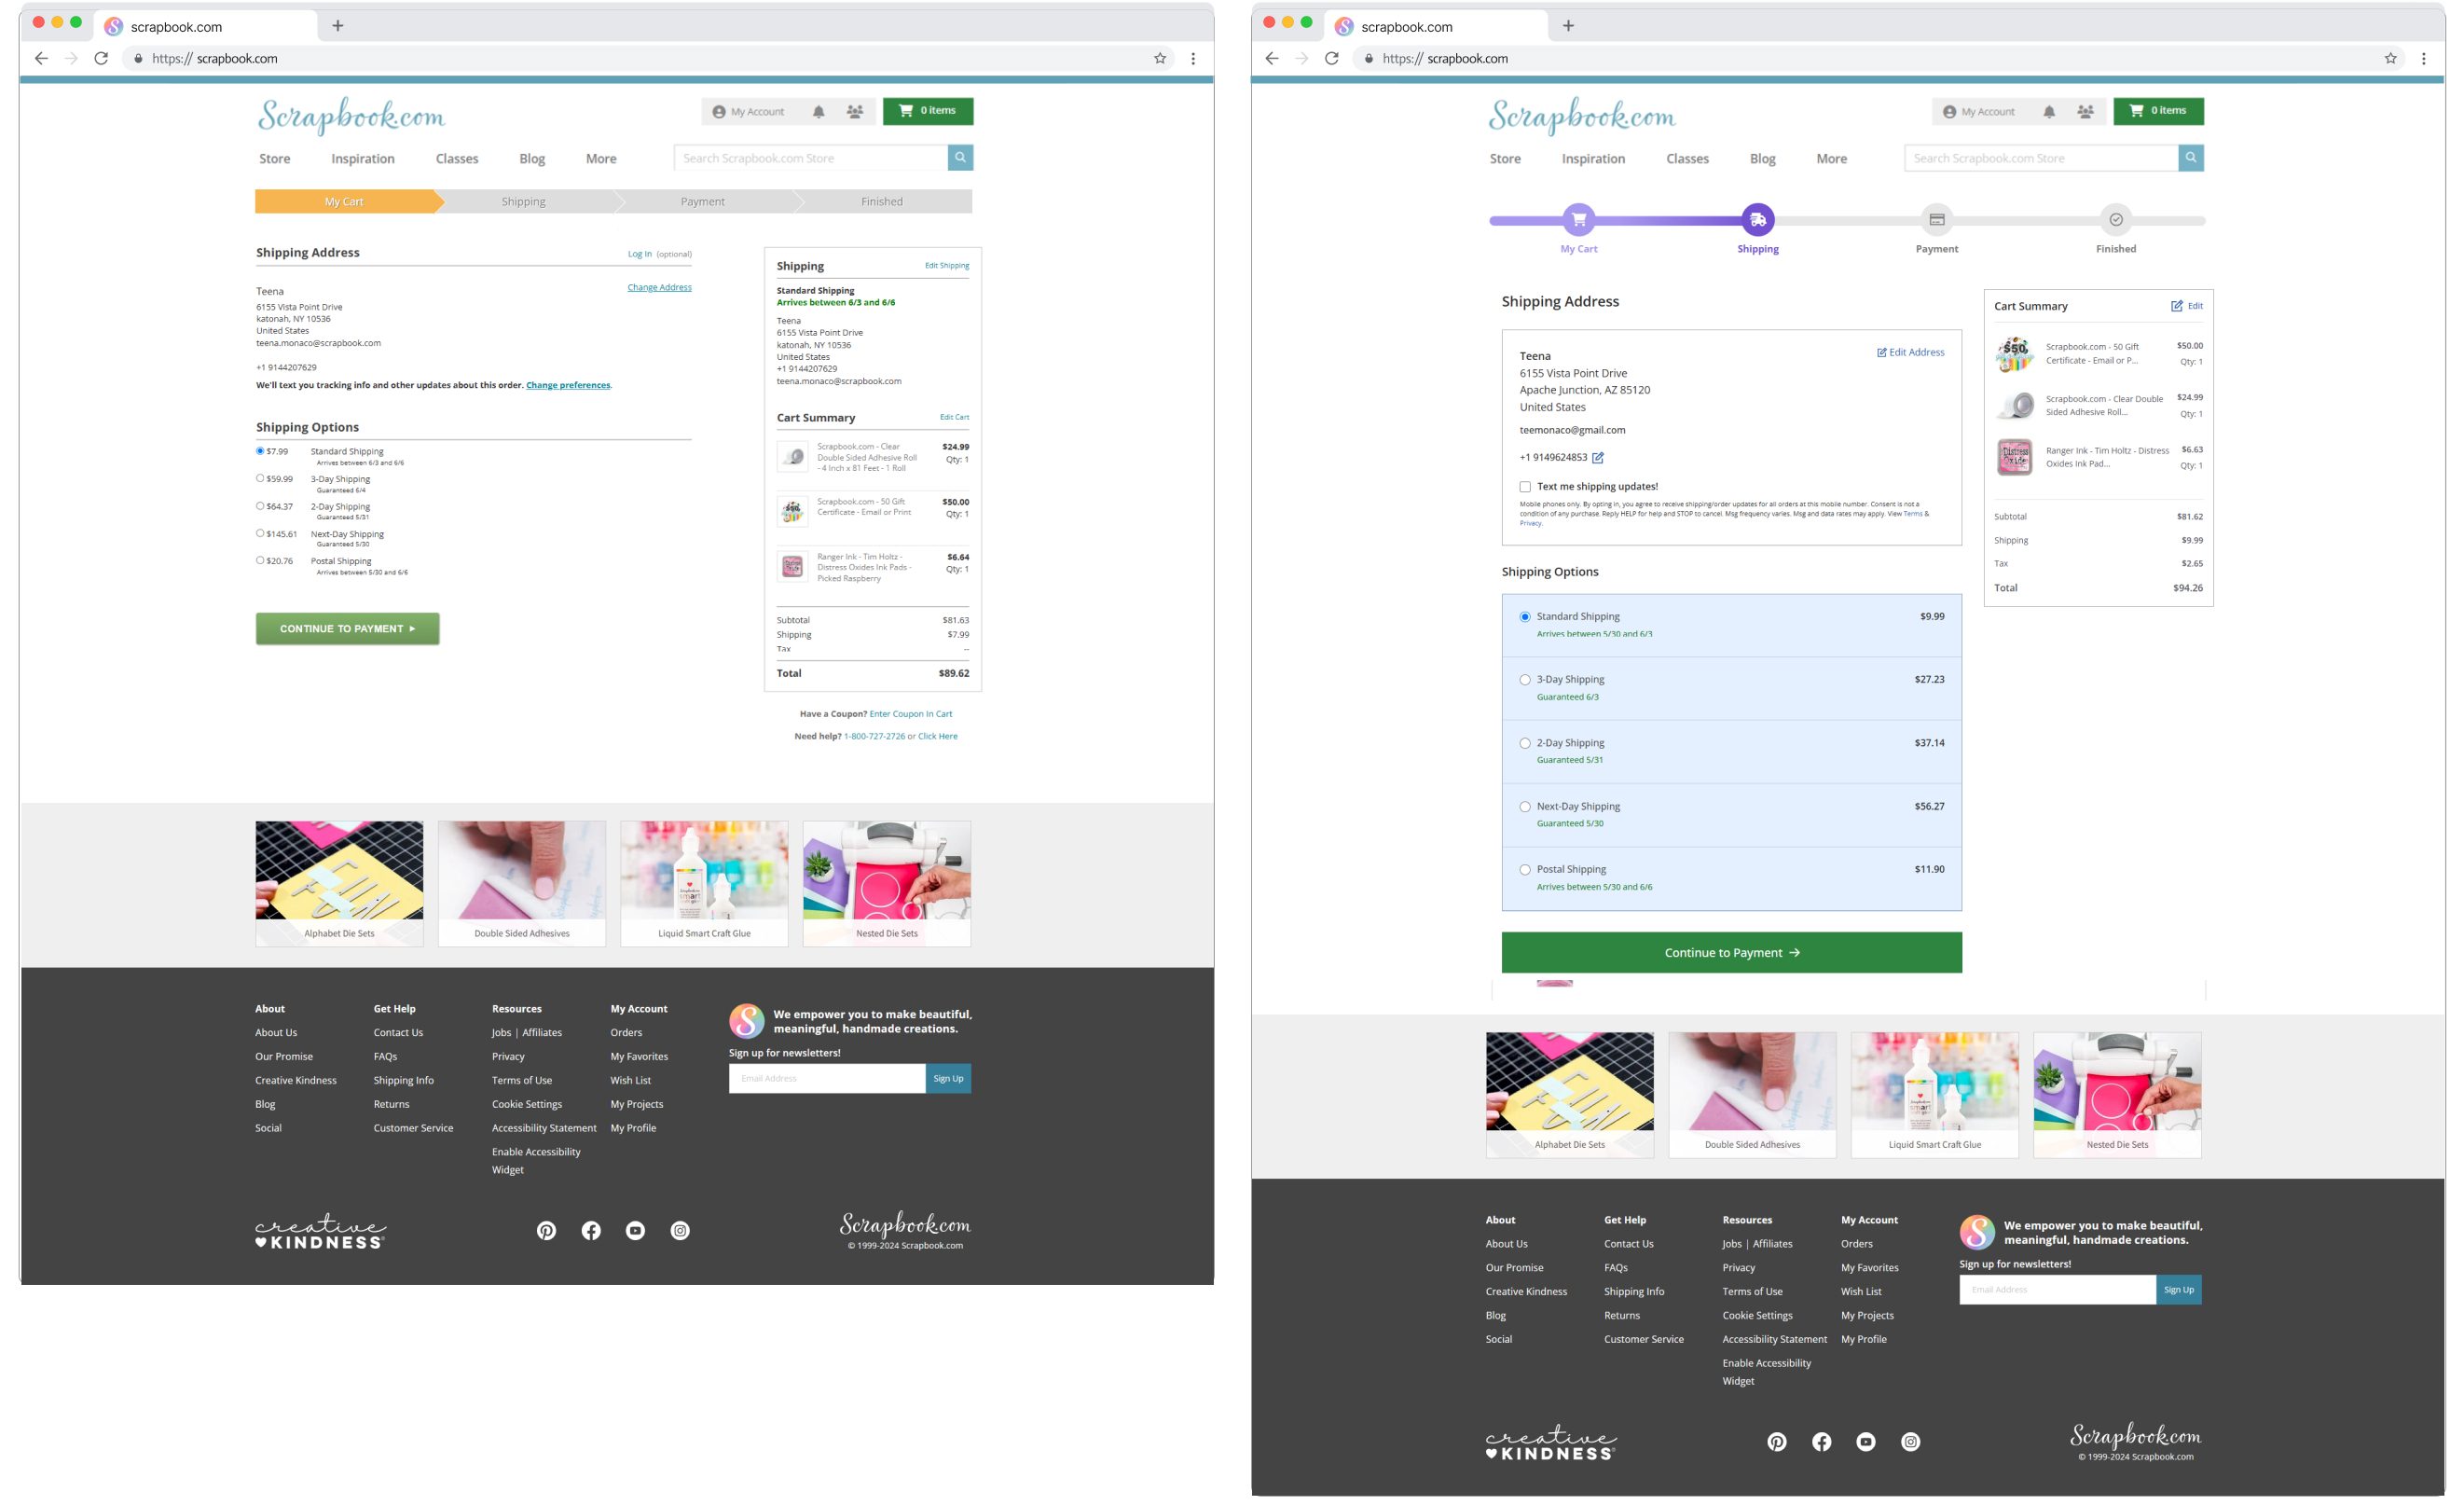 scrapbook.com
https:// scrapbook.com
Scrapbook.com
My Account
0 items
Store Inspiration Classes Blog More
Search Scrapbook.com Store
My Cart Shipping Payment Finished
Shipping Address
Log In (optional)
Teena
Change Address
6155 Vista Point Drive
katonah, NY 10536
United States
teena.monaco@scrapbook.com
+1 9144207629
We'll text you tracking info and other updates about this order. Change preferences.
Shipping Options
$7.99 Standard Shipping
Arrives between 6/3 and 6/6
$59.99 3-Day Shipping
Guaranteed 6/4
$64.37 2-Day Shipping
Guaranteed 5/31
$145.61 Next-Day Shipping
Guaranteed 5/30
$20.76 Postal Shipping
Arrives between 5/30 and 6/6
CONTINUE TO PAYMENT
Shipping Edit Shipping
Standard Shipping
Arrives between 6/3 and 6/6
Teena
6155 Vista Point Drive
katonah, NY 10536
United States
+1 9144207629
teena.monaco@scrapbook.com
Cart Summary Edit Cart
Scrapbook.com - Clear $24.99
Double Sided Adhesive Roll Qty: 1
- 4 Inch x 81 Feet - 1 Roll
Scrapbook.com - 50 Gift $50.00
Certificate - Email or Print Qty: 1
Ranger Ink - Tim Holtz - $6.64
Distress Oxides Ink Pads - Qty: 1
Picked Raspberry
Subtotal $81.63
Shipping $7.99
Tax --
Total $89.62
Have a Coupon? Enter Coupon In Cart
Need help? 1-800-727-2726 or Click Here
Alphabet Die Sets
Double Sided Adhesives
Liquid Smart Craft Glue
Nested Die Sets
About
About Us
Our Promise
Creative Kindness
Blog
Social
Get Help
Contact Us
FAQs
Shipping Info
Returns
Customer Service
Resources
Jobs | Affiliates
Privacy
Terms of Use
Cookie Settings
Accessibility Statement
Enable Accessibility
Widget
My Account
Orders
My Favorites
Wish List
My Projects
My Profile
S
We empower you to make beautiful,
meaningful, handmade creations.
Sign up for newsletters!
Email Address Sign Up
creative
KINDNESS
Scrapbook.com
© 1999-2024 Scrapbook.com
scrapbook.com
https:// scrapbook.com
Scrapbook.com
My Account
0 items
Store Inspiration Classes Blog More
Search Scrapbook.com Store
My Cart Shipping Payment Finished
Shipping Address
Teena
Edit Address
6155 Vista Point Drive
Apache Junction, AZ 85120
United States
teemonaco@gmail.com
+1 9149624853
Text me shipping updates!
Mobile phones only. By opting in, you agree to receive shipping/order updates for all orders at this mobile number. Consent is not a
condition of any purchase. Reply HELP for help and STOP to cancel. Msg frequency varies. Msg and data rates may apply. View Terms &
Privacy.
Shipping Options
Standard Shipping $9.99
Arrives between 5/30 and 6/3
3-Day Shipping $27.23
Guaranteed 6/3
2-Day Shipping $37.14
Guaranteed 5/31
Next-Day Shipping $56.27
Guaranteed 5/30
Postal Shipping $11.90
Arrives between 5/30 and 6/6
Continue to Payment
Cart Summary Edit
$50
Scrapbook.com - 50 Gift $50.00
Certificate - Email or P... Qty: 1
Scrapbook.com - Clear Double $24.99
Sided Adhesive Roll... Qty: 1
Distress
Oxide
Ranger Ink - Tim Holtz - Distress $6.63
Oxides Ink Pad... Qty: 1
Subtotal $81.62
Shipping $9.99
Tax $2.65
Total $94.26
Alphabet Die Sets
Double Sided Adhesives
Liquid Smart Craft Glue
Nested Die Sets
About
About Us
Our Promise
Creative Kindness
Blog
Social
Get Help
Contact Us
FAQs
Shipping Info
Returns
Customer Service
Resources
Jobs | Affiliates
Privacy
Terms of Use
Cookie Settings
Accessibility Statement
Enable Accessibility
Widget
My Account
Orders
My Favorites
Wish List
My Projects
My Profile
S
We empower you to make beautiful,
meaningful, handmade creations.
Sign up for newsletters!
Email Address Sign Up
creative
KINDNESS
Scrapbook.com
© 1999-2024 Scrapbook.com